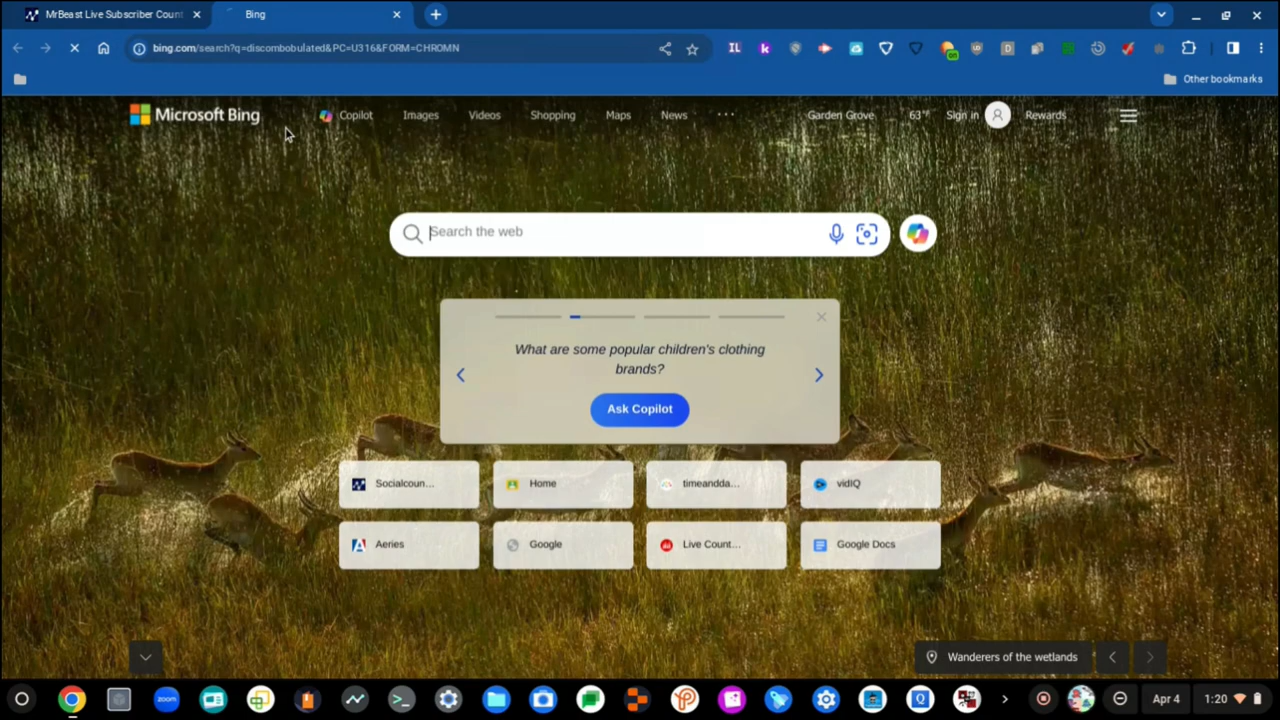 MrBeast Live Subscriber Count
Bing
bing.com/search?q=discombobulated&PC=U316&FORM=CHROMN
Other bookmarks
Microsoft Bing
Copilot
Images
Videos
Shopping
Maps
News
Garden Grove
63°F
Sign in
Rewards
Search the web
What are some popular children's clothing
brands?
Ask Copilot
Socialcoun...
Home
timeandda...
vidIQ
Aeries
Google
Live Count...
Google Docs
Wanderers of the wetlands
zoom
Apr 4
1:20